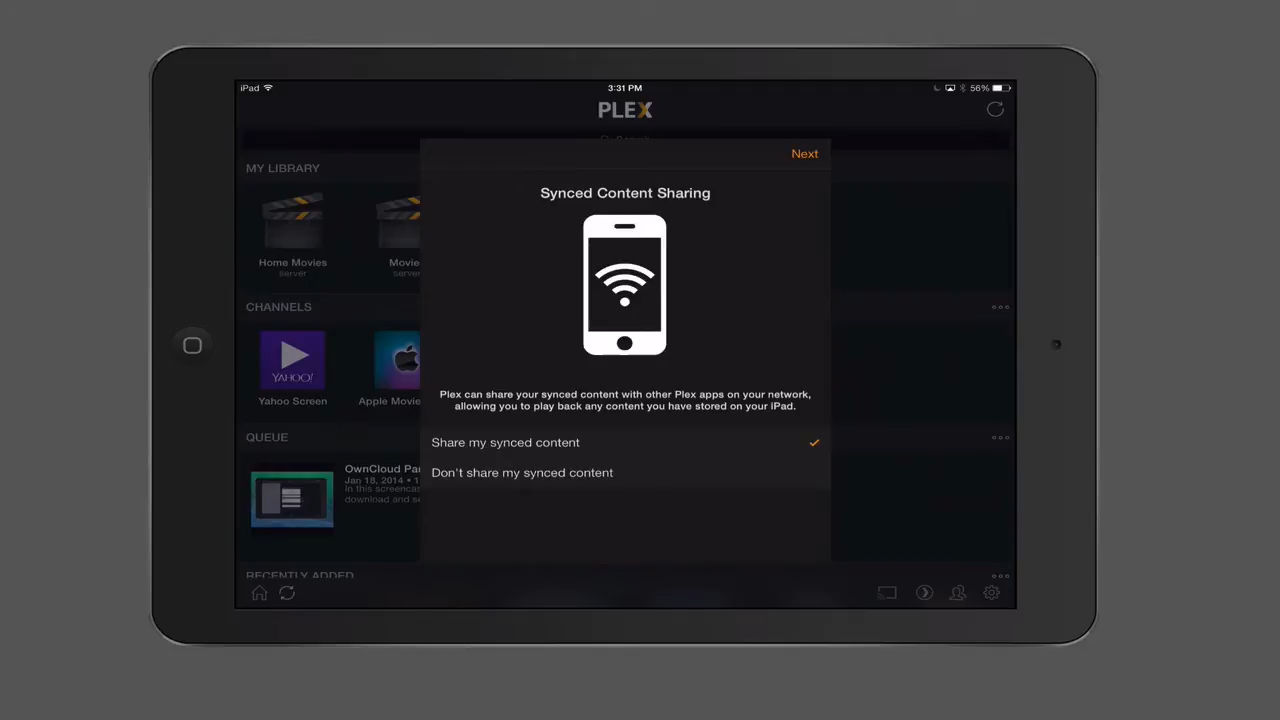 iPad
3:31 PM
56%
PLEX
Next
MY LIBRARY
Synced Content Sharing
Home Movies
server
Movie
serve
CHANNELS
YAHOO!
Yahoo Screen
Apple Movie
Plex can share your synced content with other Plex apps on your network,
allowing you to play back any content you have stored on your iPad.
QUEUE
Share my synced content
Don't share my synced content
OwnCloud Par
Jan 18, 2014 • 1
In this screencas
download and se
RECENTLY ADDED